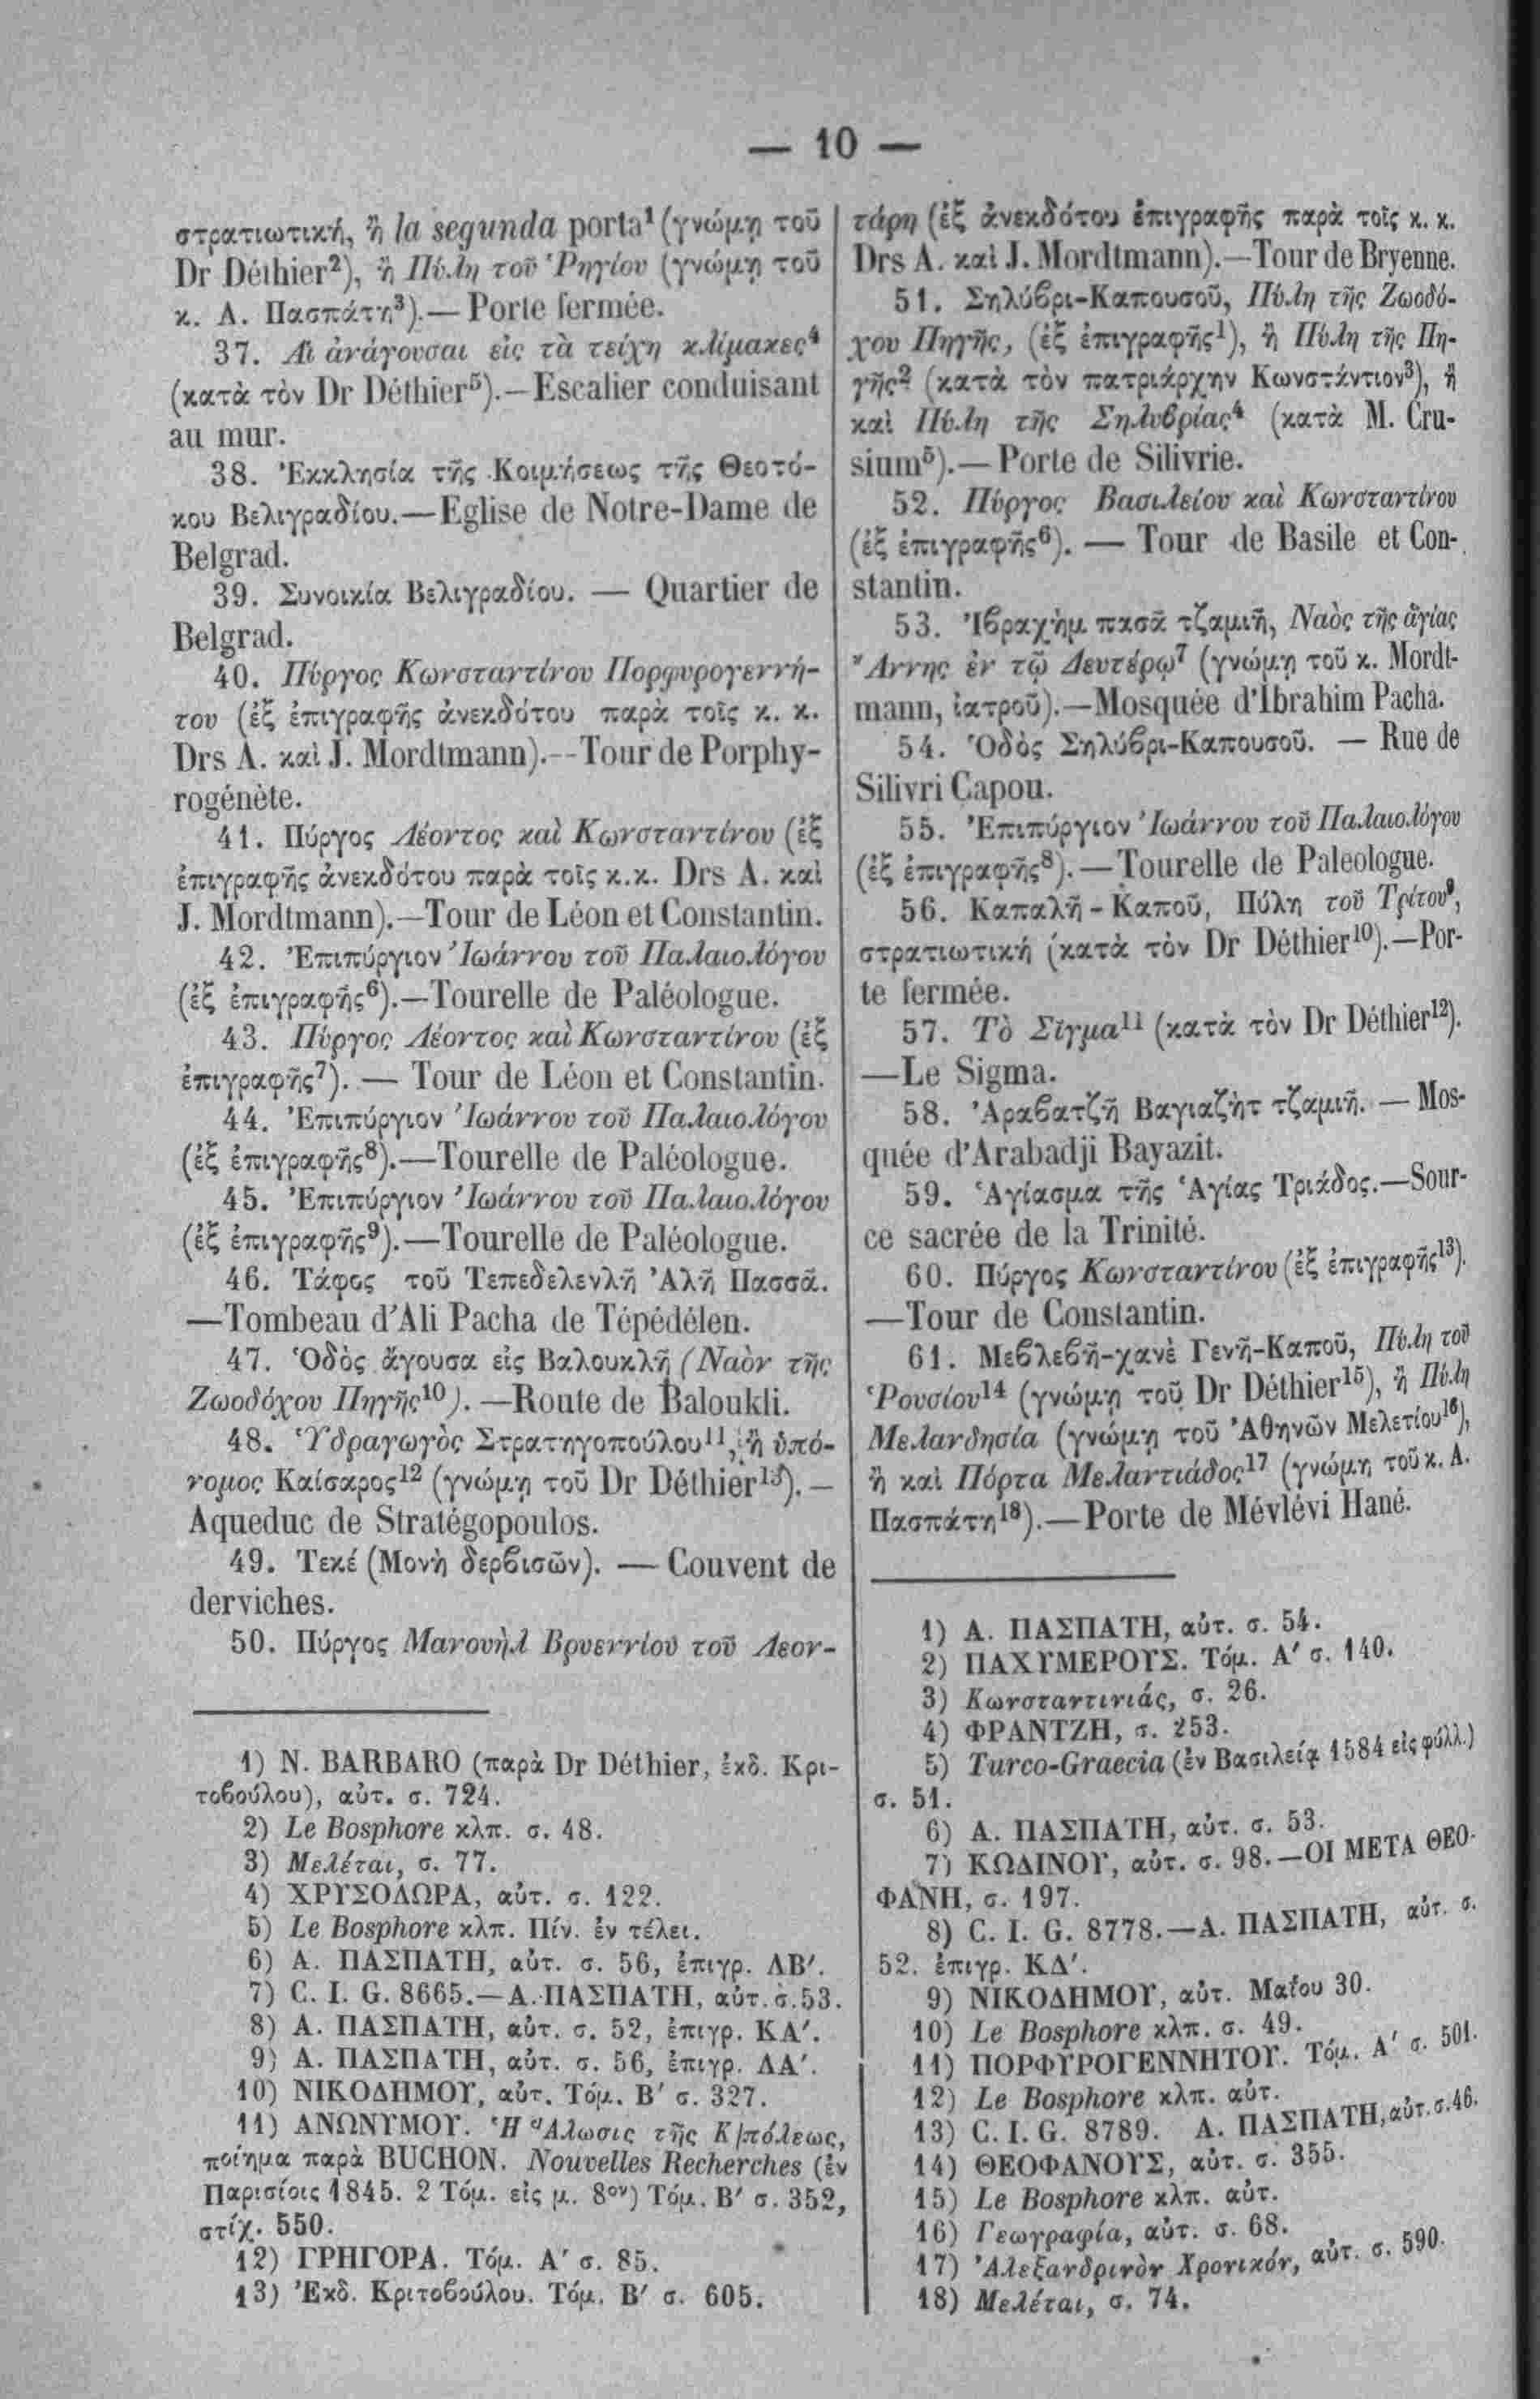 — 10 —
στρατιωτική, ἢ la segunda porta¹ (γνώμῃ τοῦ
Dr Déthier²), ἢ Πύλη τοῦ Ῥηγίου (γνώμῃ τοῦ
κ. Α. Πασπάτη³).— Porte fermée.
37. Αἱ ἀνάγουσαι εἰς τὰ τείχη κλίμακες⁴
(κατὰ τὸν Dr Déthier⁵).—Escalier conduisant
au mur.
38. Ἐκκλησία τῆς Κοιμήσεως τῆς Θεοτό-
κου Βελιγραδίου.—Eglise de Notre-Dame de
Belgrad.
39. Συνοικία Βελιγραδίου. — Quartier de
Belgrad.
40. Πύργος Κωνσταντίνου Πορφυρογεννή-
του (ἐξ ἐπιγραφῆς ἀνεκδότου παρὰ τοῖς κ. κ.
Drs A. καὶ J. Mordtmann).--Tour de Porphy-
rogénète.
41. Πύργος Λέοντος καὶ Κωνσταντίνου (ἐξ
ἐπιγραφῆς ἀνεκδότου παρὰ τοῖς κ.κ. Drs A. καὶ
J. Mordtmann).—Tour de Léon et Constantin.
42. Ἐπιπύργιον Ἰωάννου τοῦ Παλαιολόγου
(ἐξ ἐπιγραφῆς⁶).—Tourelle de Paléologue.
43. Πύργος Λέοντος καὶ Κωνσταντίνου (ἐξ
ἐπιγραφῆς⁷). — Tour de Léon et Constantin.
44. Ἐπιπύργιον Ἰωάννου τοῦ Παλαιολόγου
(ἐξ ἐπιγραφῆς⁸).—Tourelle de Paléologue.
45. Ἐπιπύργιον Ἰωάννου τοῦ Παλαιολόγου
(ἐξ ἐπιγραφῆς⁹).—Tourelle de Paléologue.
46. Τάφος τοῦ Τεπεδελενλῆ Ἀλῆ Πασσᾶ.
—Tombeau d'Ali Pacha de Tépédélen.
47. Ὁδὸς ἄγουσα εἰς Βαλουκλῆ (Ναὸν τῆς
Ζωοδόχου Πηγῆς¹⁰). —Route de Baloukli.
48. Ὑδραγωγὸς Στρατηγοπούλου¹¹, ἢ ὑπό-
νομος Καίσαρος¹² (γνώμῃ τοῦ Dr Déthier¹³). —
Aqueduc de Stratégopoulos.
49. Τεκέ (Μονὴ δερβισῶν). — Couvent de
derviches.
50. Πύργος Μανουὴλ Βρυεννίου τοῦ Λεον-
1) N. BARBARO (παρὰ Dr Déthier, ἐκδ. Κρι-
τοβούλου), αὐτ. σ. 724.
2) Le Bosphore κλπ. σ. 48.
3) Μελέται, σ. 77.
4) ΧΡΥΣΟΛΩΡΑ, αὐτ. σ. 122.
5) Le Bosphore κλπ. Πίν. ἐν τέλει.
6) Α. ΠΑΣΠΑΤΗ, αὐτ. σ. 56, ἐπιγρ. ΛΒ′.
7) C. I. G. 8665.—Α. ΠΑΣΠΑΤΗ, αὐτ. σ.53.
8) Α. ΠΑΣΠΑΤΗ, αὐτ. σ. 52, ἐπιγρ. ΚΑ′.
9) Α. ΠΑΣΠΑΤΗ, αὐτ. σ. 56, ἐπιγρ. ΛΑ′.
10) ΝΙΚΟΔΗΜΟΥ, αὐτ. Τόμ. Β′ σ. 327.
11) ΑΝΩΝΥΜΟΥ. Ἡ Ἅλωσις τῆς Κ/πόλεως,
ποίημα παρὰ BUCHON. Nouvelles Recherches (ἐν
Παρισίοις 1845. 2 Τόμ. εἰς μ. 8ον) Τόμ. Β′ σ. 352,
στίχ. 550.
12) ΓΡΗΓΟΡΑ. Τόμ. Α′ σ. 85.
13) Ἐκδ. Κριτοβούλου. Τόμ. Β′ σ. 605.
τάρη (ἐξ ἀνεκδότου ἐπιγραφῆς παρὰ τοῖς κ. κ.
Drs A. καὶ J. Mordtmann).—Tour de Bryenne.
51. Σηλύβρι-Καπουσοῦ, Πύλη τῆς Ζωοδό-
χου Πηγῆς, (ἐξ ἐπιγραφῆς¹), ἢ Πύλη τῆς Πη-
γῆς² (κατὰ τὸν πατριάρχην Κωνστάντιον³), ἢ
καὶ Πύλη τῆς Σηλυβρίας⁴ (κατὰ M. Cru-
sium⁵).— Porte de Silivrie.
52. Πύργος Βασιλείου καὶ Κωνσταντίνου
(ἐξ ἐπιγραφῆς⁶). — Tour de Basile et Con-
stantin.
53. Ἰβραχὴμ πασᾶ τζαμιῆ, Ναὸς τῆς ἁγίας
Ἄννης ἐν τῷ Δευτέρῳ⁷ (γνώμῃ τοῦ κ. Mordt-
mann, ἰατροῦ).—Mosquée d'Ibrahim Pacha.
54. Ὁδὸς Σηλύβρι-Καπουσοῦ. — Rue de
Silivri Capou.
55. Ἐπιπύργιον Ἰωάννου τοῦ Παλαιολόγου
(ἐξ ἐπιγραφῆς⁸).—Tourelle de Paleologue.
56. Καπαλῆ - Καποῦ, Πύλη τοῦ Τρίτου⁹,
στρατιωτική (κατὰ τὸν Dr Déthier¹⁰).—Por-
te fermée.
57. Τὸ Σῖγμα¹¹ (κατὰ τὸν Dr Déthier¹²).
—Le Sigma.
58. Ἀραβατζῆ Βαγιαζὴτ τζαμιῆ. — Mos-
quée d'Arabadji Bayazit.
59. Ἁγίασμα τῆς Ἁγίας Τριάδος.—Sour-
ce sacrée de la Trinité.
60. Πύργος Κωνσταντίνου (ἐξ ἐπιγραφῆς¹³).
—Tour de Constantin.
61. Μεβλεβῆ-χανὲ Γενῆ-Καποῦ, Πύλη τοῦ
Ῥουσίου¹⁴ (γνώμῃ τοῦ Dr Déthier¹⁵), ἢ Πύλη
Μελανδησία (γνώμῃ τοῦ Ἀθηνῶν Μελετίου¹⁶),
ἢ καὶ Πόρτα Μελαντιάδος¹⁷ (γνώμῃ τοῦ κ. Α.
Πασπάτη¹⁸).—Porte de Mévlévi Hané.
1) Α. ΠΑΣΠΑΤΗ, αὐτ. σ. 54.
2) ΠΑΧΥΜΕΡΟΥΣ. Τόμ. Α′ σ. 140.
3) Κωνσταντινιάς, σ. 26.
4) ΦΡΑΝΤΖΗ, σ. 253.
5) Turco-Graecia (ἐν Βασιλείᾳ 1584 εἰς φύλλ.)
σ. 51.
6) Α. ΠΑΣΠΑΤΗ, αὐτ. σ. 53.
7) ΚΩΔΙΝΟΥ, αὐτ. σ. 98.—ΟΙ ΜΕΤΑ ΘΕΟ-
ΦΑΝΗ, σ. 197.
8) C. I. G. 8778.—Α. ΠΑΣΠΑΤΗ, αὐτ. σ.
52. ἐπιγρ. ΚΔ′.
9) ΝΙΚΟΔΗΜΟΥ, αὐτ. Μαΐου 30.
10) Le Bosphore κλπ. σ. 49.
11) ΠΟΡΦΥΡΟΓΕΝΝΗΤΟΥ. Τόμ. Α′ σ. 501.
12) Le Bosphore κλπ. αὐτ.
13) C. I. G. 8789. Α. ΠΑΣΠΑΤΗ, αὐτ. σ.46.
14) ΘΕΟΦΑΝΟΥΣ, αὐτ. σ. 355.
15) Le Bosphore κλπ. αὐτ.
16) Γεωγραφία, αὐτ. σ. 68.
17) Ἀλεξανδρινὸν Χρονικόν, αὐτ. σ. 590.
18) Μελέται, σ. 74.